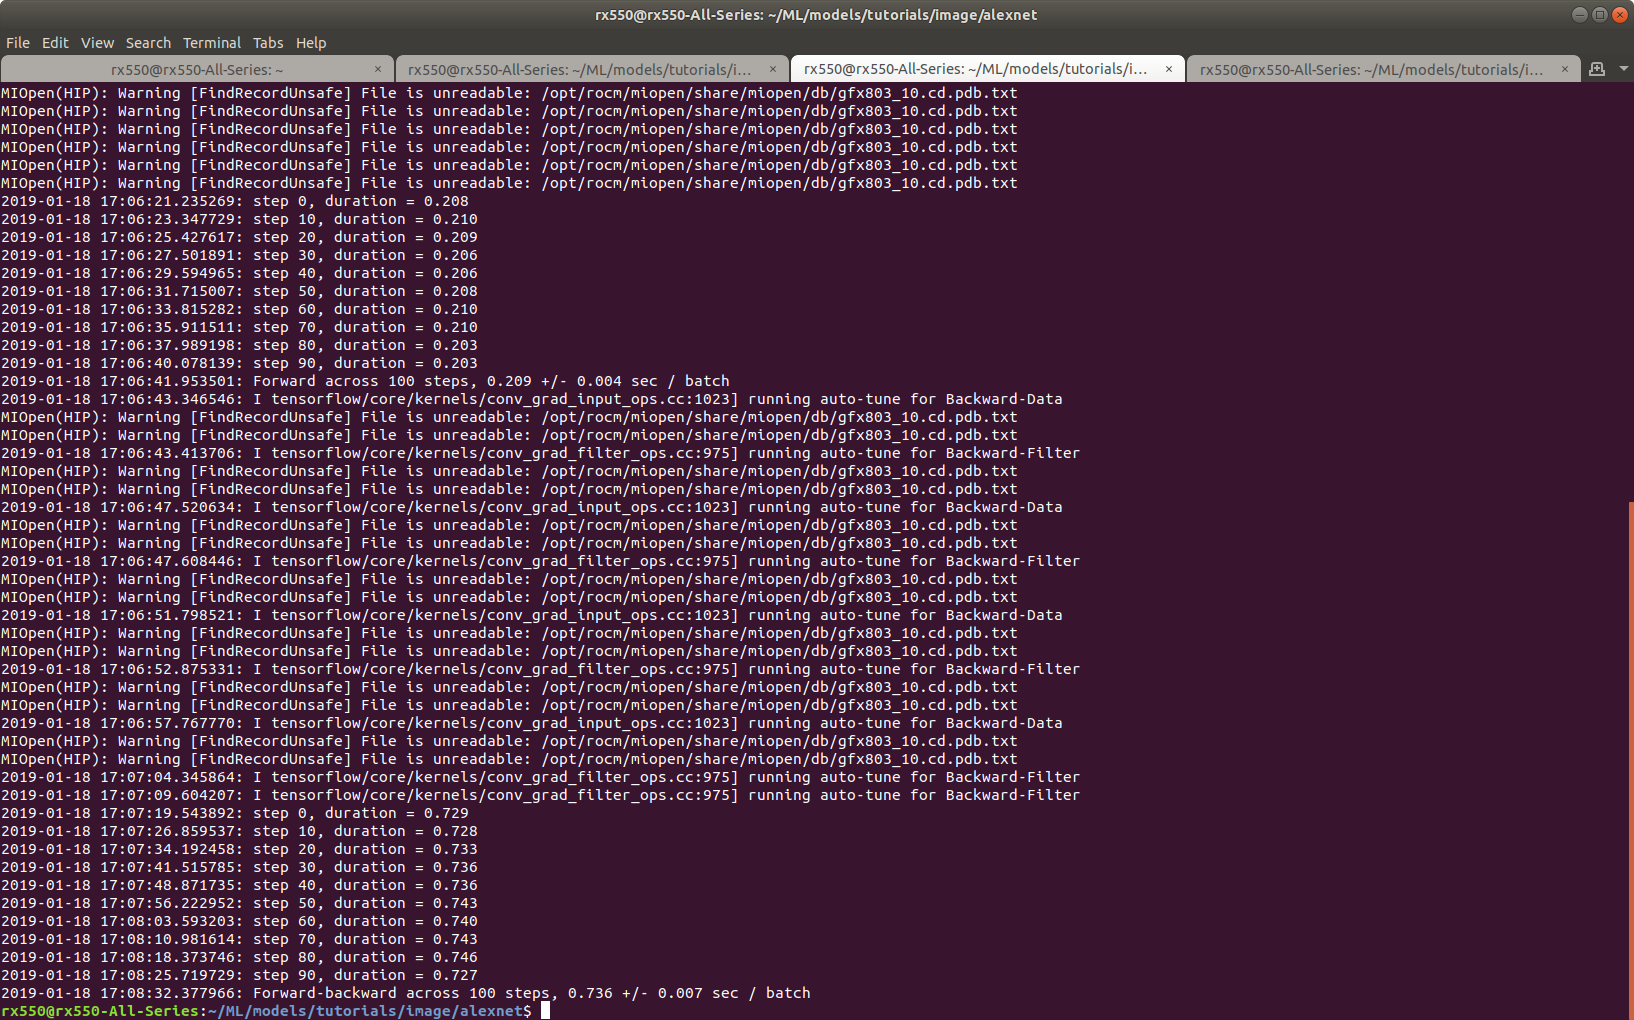 rx550@rx550-All-Series: ~/ML/models/tutorials/image/alexnet
File Edit View Search Terminal Tabs Help
rx550@rx550-All-Series: ~ × rx550@rx550-All-Series: ~/ML/models/tutorials/i... × rx550@rx550-All-Series: ~/ML/models/tutorials/i... × rx550@rx550-All-Series: ~/ML/models/tutorials/i... ×
MIOpen(HIP): Warning [FindRecordUnsafe] File is unreadable: /opt/rocm/miopen/share/miopen/db/gfx803_10.cd.pdb.txt
MIOpen(HIP): Warning [FindRecordUnsafe] File is unreadable: /opt/rocm/miopen/share/miopen/db/gfx803_10.cd.pdb.txt
MIOpen(HIP): Warning [FindRecordUnsafe] File is unreadable: /opt/rocm/miopen/share/miopen/db/gfx803_10.cd.pdb.txt
MIOpen(HIP): Warning [FindRecordUnsafe] File is unreadable: /opt/rocm/miopen/share/miopen/db/gfx803_10.cd.pdb.txt
MIOpen(HIP): Warning [FindRecordUnsafe] File is unreadable: /opt/rocm/miopen/share/miopen/db/gfx803_10.cd.pdb.txt
MIOpen(HIP): Warning [FindRecordUnsafe] File is unreadable: /opt/rocm/miopen/share/miopen/db/gfx803_10.cd.pdb.txt
2019-01-18 17:06:21.235269: step 0, duration = 0.208
2019-01-18 17:06:23.347729: step 10, duration = 0.210
2019-01-18 17:06:25.427617: step 20, duration = 0.209
2019-01-18 17:06:27.501891: step 30, duration = 0.206
2019-01-18 17:06:29.594965: step 40, duration = 0.206
2019-01-18 17:06:31.715007: step 50, duration = 0.208
2019-01-18 17:06:33.815282: step 60, duration = 0.210
2019-01-18 17:06:35.911511: step 70, duration = 0.210
2019-01-18 17:06:37.989198: step 80, duration = 0.203
2019-01-18 17:06:40.078139: step 90, duration = 0.203
2019-01-18 17:06:41.953501: Forward across 100 steps, 0.209 +/- 0.004 sec / batch
2019-01-18 17:06:43.346546: I tensorflow/core/kernels/conv_grad_input_ops.cc:1023] running auto-tune for Backward-Data
MIOpen(HIP): Warning [FindRecordUnsafe] File is unreadable: /opt/rocm/miopen/share/miopen/db/gfx803_10.cd.pdb.txt
MIOpen(HIP): Warning [FindRecordUnsafe] File is unreadable: /opt/rocm/miopen/share/miopen/db/gfx803_10.cd.pdb.txt
2019-01-18 17:06:43.413706: I tensorflow/core/kernels/conv_grad_filter_ops.cc:975] running auto-tune for Backward-Filter
MIOpen(HIP): Warning [FindRecordUnsafe] File is unreadable: /opt/rocm/miopen/share/miopen/db/gfx803_10.cd.pdb.txt
MIOpen(HIP): Warning [FindRecordUnsafe] File is unreadable: /opt/rocm/miopen/share/miopen/db/gfx803_10.cd.pdb.txt
2019-01-18 17:06:47.520634: I tensorflow/core/kernels/conv_grad_input_ops.cc:1023] running auto-tune for Backward-Data
MIOpen(HIP): Warning [FindRecordUnsafe] File is unreadable: /opt/rocm/miopen/share/miopen/db/gfx803_10.cd.pdb.txt
MIOpen(HIP): Warning [FindRecordUnsafe] File is unreadable: /opt/rocm/miopen/share/miopen/db/gfx803_10.cd.pdb.txt
2019-01-18 17:06:47.608446: I tensorflow/core/kernels/conv_grad_filter_ops.cc:975] running auto-tune for Backward-Filter
MIOpen(HIP): Warning [FindRecordUnsafe] File is unreadable: /opt/rocm/miopen/share/miopen/db/gfx803_10.cd.pdb.txt
MIOpen(HIP): Warning [FindRecordUnsafe] File is unreadable: /opt/rocm/miopen/share/miopen/db/gfx803_10.cd.pdb.txt
2019-01-18 17:06:51.798521: I tensorflow/core/kernels/conv_grad_input_ops.cc:1023] running auto-tune for Backward-Data
MIOpen(HIP): Warning [FindRecordUnsafe] File is unreadable: /opt/rocm/miopen/share/miopen/db/gfx803_10.cd.pdb.txt
MIOpen(HIP): Warning [FindRecordUnsafe] File is unreadable: /opt/rocm/miopen/share/miopen/db/gfx803_10.cd.pdb.txt
2019-01-18 17:06:52.875331: I tensorflow/core/kernels/conv_grad_filter_ops.cc:975] running auto-tune for Backward-Filter
MIOpen(HIP): Warning [FindRecordUnsafe] File is unreadable: /opt/rocm/miopen/share/miopen/db/gfx803_10.cd.pdb.txt
MIOpen(HIP): Warning [FindRecordUnsafe] File is unreadable: /opt/rocm/miopen/share/miopen/db/gfx803_10.cd.pdb.txt
2019-01-18 17:06:57.767770: I tensorflow/core/kernels/conv_grad_input_ops.cc:1023] running auto-tune for Backward-Data
MIOpen(HIP): Warning [FindRecordUnsafe] File is unreadable: /opt/rocm/miopen/share/miopen/db/gfx803_10.cd.pdb.txt
MIOpen(HIP): Warning [FindRecordUnsafe] File is unreadable: /opt/rocm/miopen/share/miopen/db/gfx803_10.cd.pdb.txt
2019-01-18 17:07:04.345864: I tensorflow/core/kernels/conv_grad_filter_ops.cc:975] running auto-tune for Backward-Filter
2019-01-18 17:07:09.604207: I tensorflow/core/kernels/conv_grad_filter_ops.cc:975] running auto-tune for Backward-Filter
2019-01-18 17:07:19.543892: step 0, duration = 0.729
2019-01-18 17:07:26.859537: step 10, duration = 0.728
2019-01-18 17:07:34.192458: step 20, duration = 0.733
2019-01-18 17:07:41.515785: step 30, duration = 0.736
2019-01-18 17:07:48.871735: step 40, duration = 0.736
2019-01-18 17:07:56.222952: step 50, duration = 0.743
2019-01-18 17:08:03.593203: step 60, duration = 0.740
2019-01-18 17:08:10.981614: step 70, duration = 0.743
2019-01-18 17:08:18.373746: step 80, duration = 0.746
2019-01-18 17:08:25.719729: step 90, duration = 0.727
2019-01-18 17:08:32.377966: Forward-backward across 100 steps, 0.736 +/- 0.007 sec / batch
rx550@rx550-All-Series:~/ML/models/tutorials/image/alexnet$